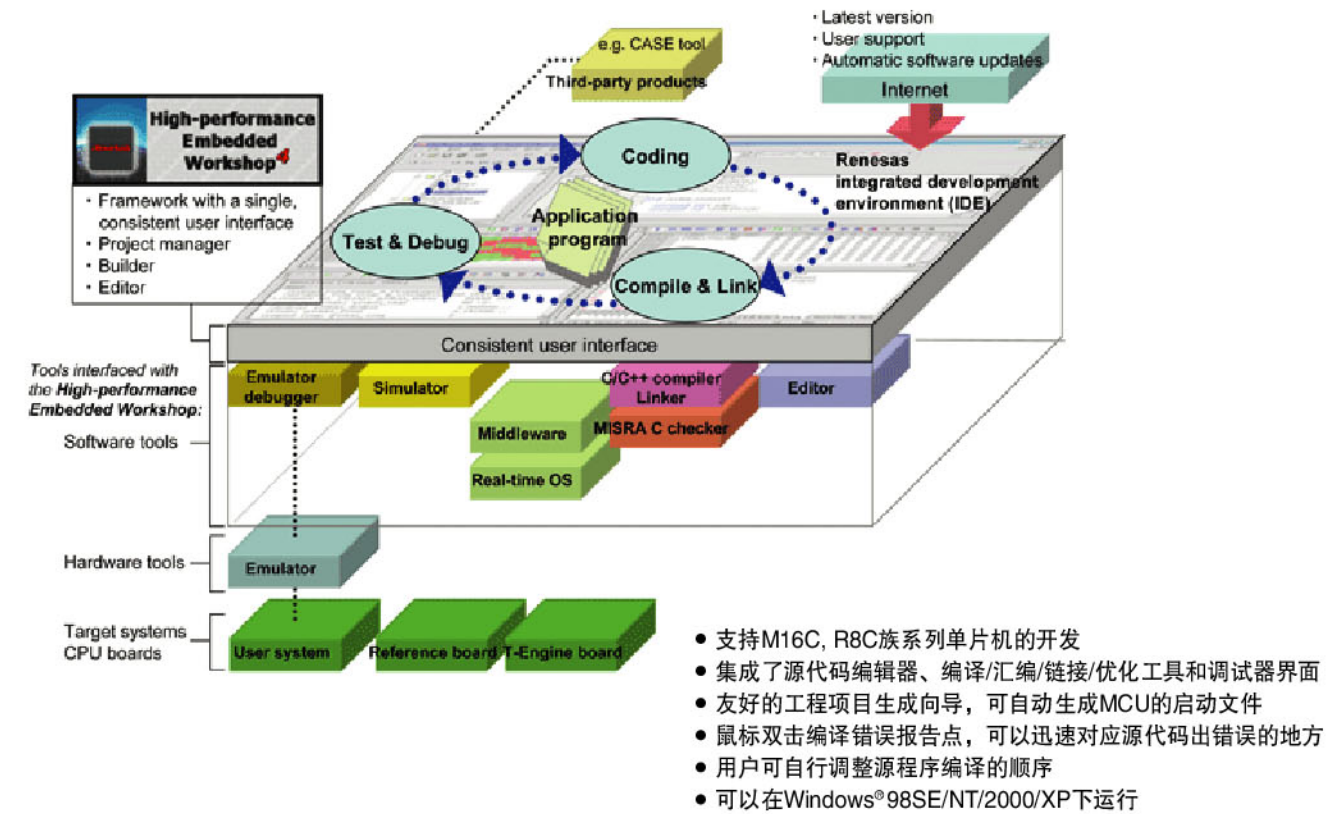 e.g. CASE tool
Third-party products
· Latest version
· User support
· Automatic software updates
Internet
High-performance
Embedded
Workshop4
· Framework with a single,
consistent user interface
· Project manager
· Builder
· Editor
Coding
Renesas
integrated development
environment (IDE)
Application
program
Test & Debug
Compile & Link
Consistent user interface
Tools interfaced with
the High-performance
Embedded Workshop:
Emulator
debugger
Simulator
C/C++ compiler
Linker
Editor
Software tools
Middleware
MISRA C checker
Real-time OS
Hardware tools
Emulator
Target systems
CPU boards
User system
Reference board
T-Engine board
● 支持M16C, R8C族系列单片机的开发
● 集成了源代码编辑器、编译/汇编/链接/优化工具和调试器界面
● 友好的工程项目生成向导，可自动生成MCU的启动文件
● 鼠标双击编译错误报告点，可以迅速对应源代码出错误的地方
● 用户可自行调整源程序编译的顺序
● 可以在Windows®98SE/NT/2000/XP下运行